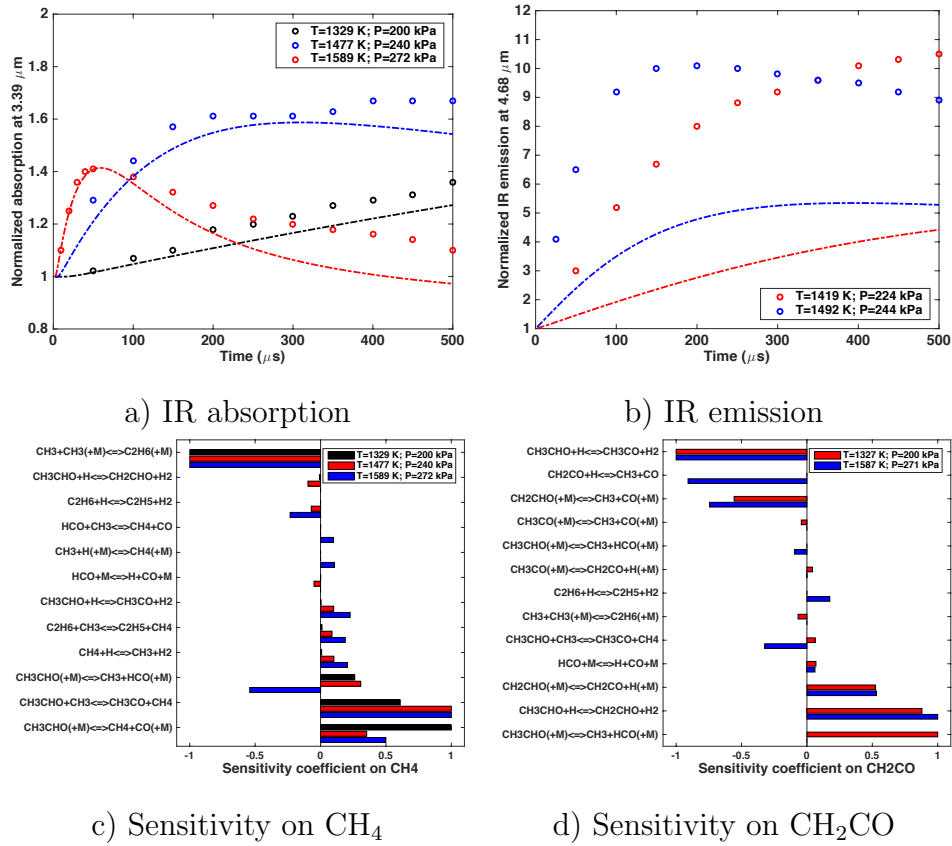 2
1.8
1.6
1.4
1.2
1
0.8
Normalized absorption at 3.39 μm
T=1329 K; P=200 kPa
T=1477 K; P=240 kPa
T=1589 K; P=272 kPa
0 100 200 300 400 500
Time (μs)
a) IR absorption
12
11
10
9
8
7
6
5
4
3
2
1
Normalized IR emission at 4.68 μm
T=1419 K; P=224 kPa
T=1492 K; P=244 kPa
0 50 100 150 200 250 300 350 400 450 500
Time (μs)
b) IR emission
CH3+CH3(+M)<=>C2H6(+M)
CH3CHO+H<=>CH2CHO+H2
C2H6+H<=>C2H5+H2
HCO+CH3<=>CH4+CO
CH3+H(+M)<=>CH4(+M)
HCO+M<=>H+CO+M
CH3CHO+H<=>CH3CO+H2
C2H6+CH3<=>C2H5+CH4
CH4+H<=>CH3+H2
CH3CHO(+M)<=>CH3+HCO(+M)
CH3CHO+CH3<=>CH3CO+CH4
CH3CHO(+M)<=>CH4+CO(+M)
T=1329 K; P=200 kPa
T=1477 K; P=240 kPa
T=1589 K; P=272 kPa
-1 -0.5 0 0.5 1
Sensitivity coefficient on CH4
c) Sensitivity on CH4
CH3CHO+H<=>CH3CO+H2
CH2CO+H<=>CH3+CO
CH2CHO(+M)<=>CH3+CO(+M)
CH3CO(+M)<=>CH3+CO(+M)
CH3CHO(+M)<=>CH3+HCO(+M)
CH3CO(+M)<=>CH2CO+H(+M)
C2H6+H<=>C2H5+H2
CH3+CH3(+M)<=>C2H6(+M)
CH3CHO+CH3<=>CH3CO+CH4
HCO+M<=>H+CO+M
CH2CHO(+M)<=>CH2CO+H(+M)
CH3CHO+H<=>CH2CHO+H2
CH3CHO(+M)<=>CH3+HCO(+M)
T=1327 K; P=200 kPa
T=1587 K; P=271 kPa
-1 -0.5 0 0.5 1
Sensitivity coefficient on CH2CO
d) Sensitivity on CH2CO